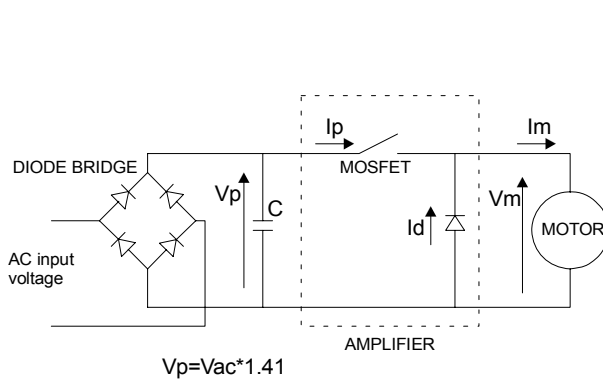 Ip
Im
DIODE BRIDGE
MOSFET
Vp
C
Vm
Id
MOTOR
AC input
voltage
AMPLIFIER
Vp=Vac*1.41